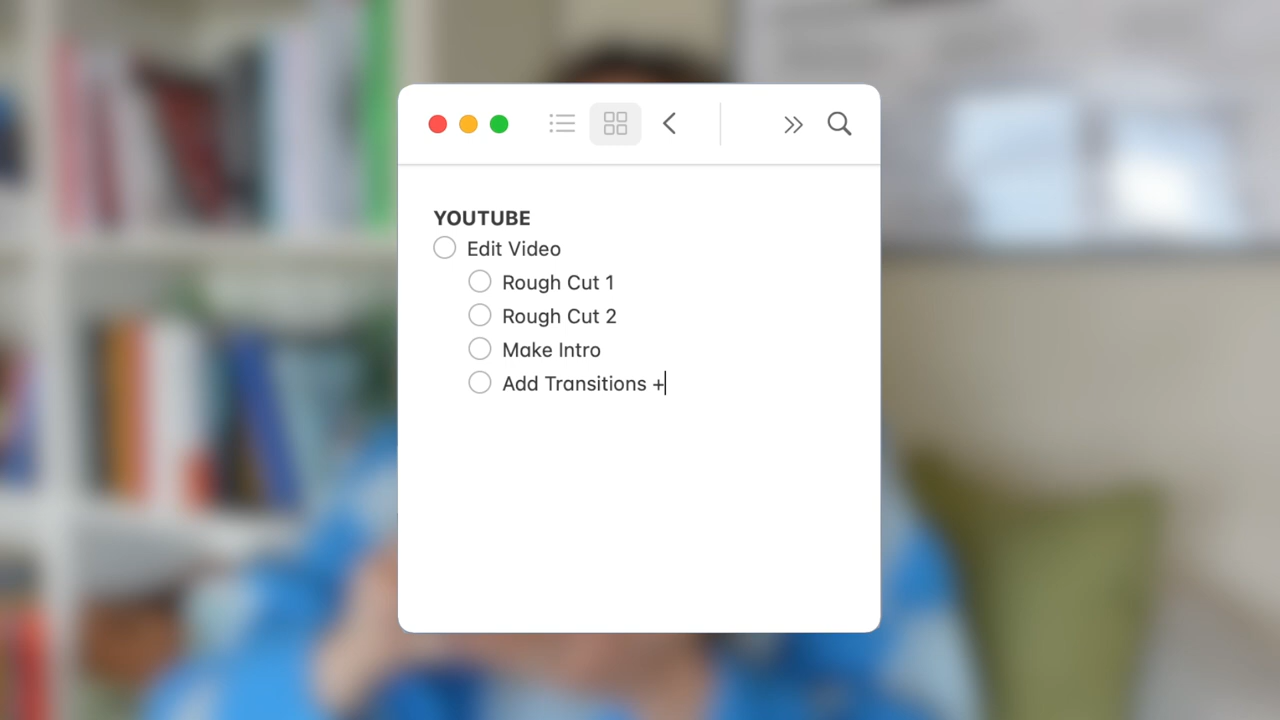 YOUTUBE
Edit Video
Rough Cut 1
Rough Cut 2
Make Intro
Add Transitions +